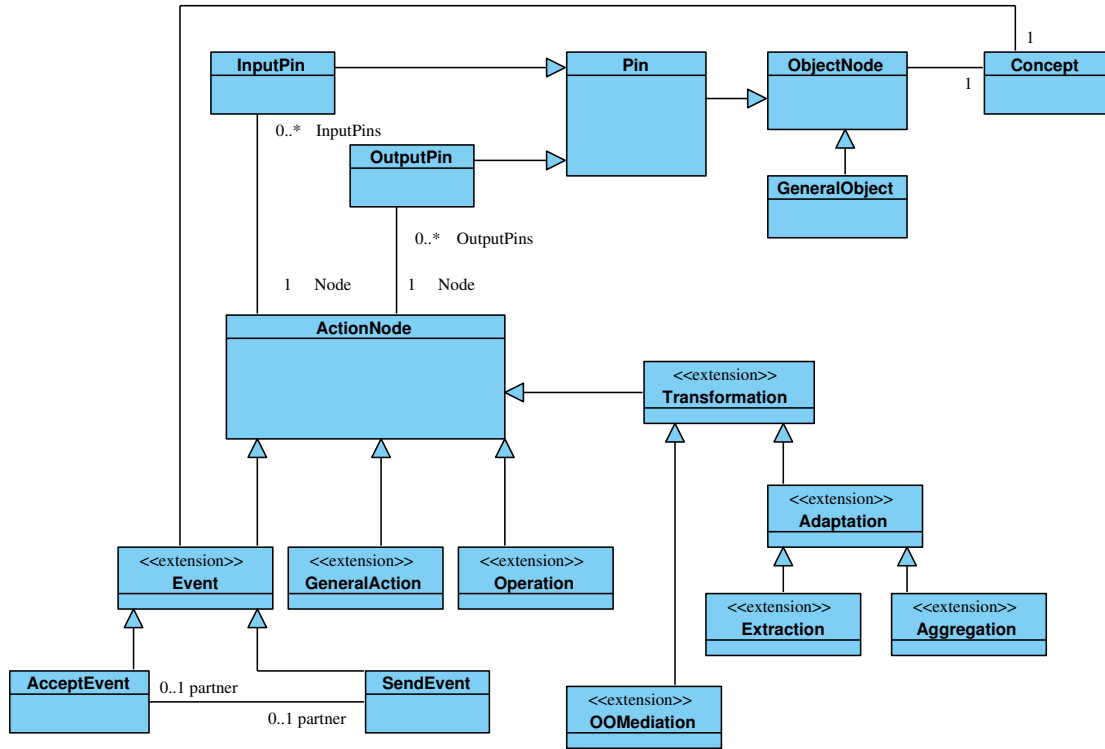 1
InputPin
Pin
ObjectNode
Concept
1
0..* InputPins
OutputPin
GeneralObject
0..* OutputPins
1 Node
1 Node
ActionNode
<<extension>>
Transformation
<<extension>>
Adaptation
<<extension>>
Event
<<extension>>
GeneralAction
<<extension>>
Operation
<<extension>>
Extraction
<<extension>>
Aggregation
AcceptEvent
0..1 partner
SendEvent
0..1 partner
<<extension>>
OOMediation